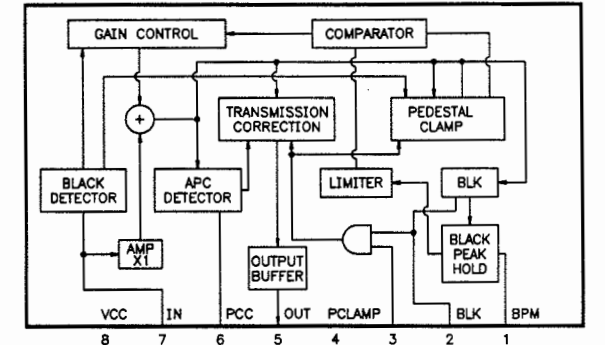 GAIN CONTROL
COMPARATOR
+
TRANSMISSION
CORRECTION
PEDESTAL
CLAMP
BLACK
DETECTOR
APC
DETECTOR
LIMITER
BLK
AMP
X1
OUTPUT
BUFFER
BLACK
PEAK
HOLD
VCC IN PCC OUT PCLAMP BLK BPM
8 7 6 5 4 3 2 1